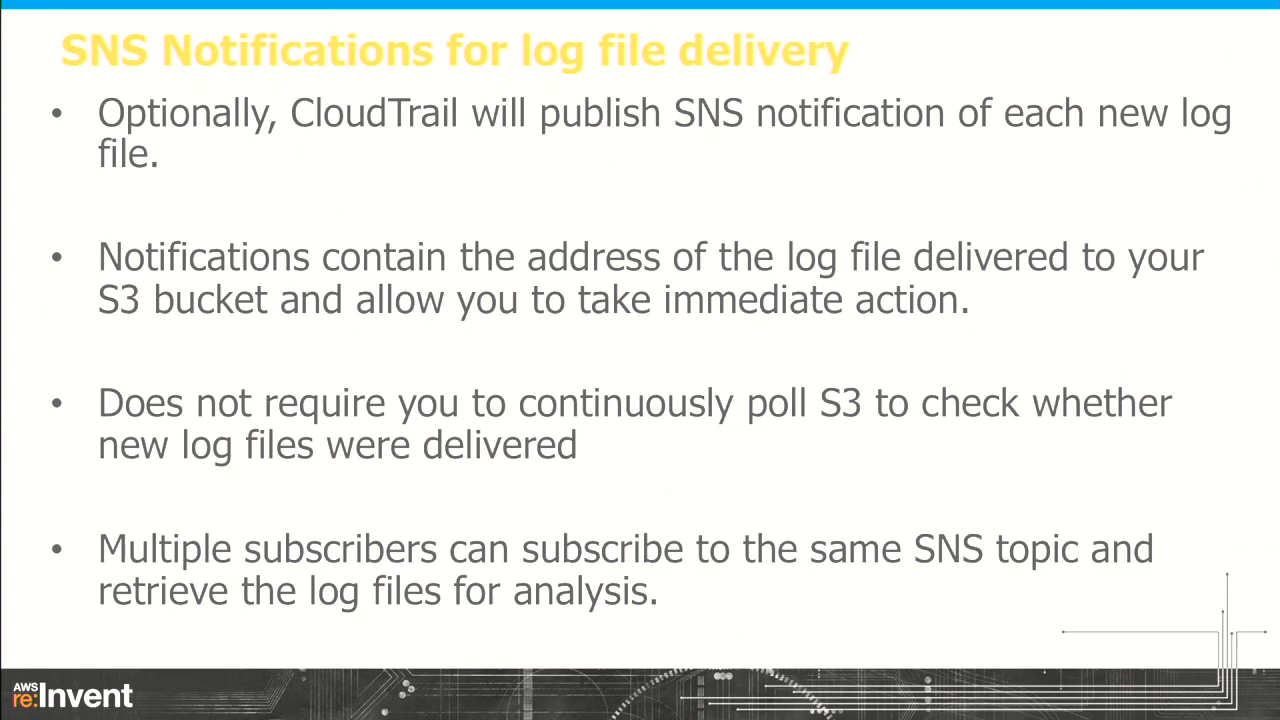 SNS Notifications for log file delivery
• Optionally, CloudTrail will publish SNS notification of each new log
file.
• Notifications contain the address of the log file delivered to your
S3 bucket and allow you to take immediate action.
• Does not require you to continuously poll S3 to check whether
new log files were delivered
• Multiple subscribers can subscribe to the same SNS topic and
retrieve the log files for analysis.
AWS
re:Invent